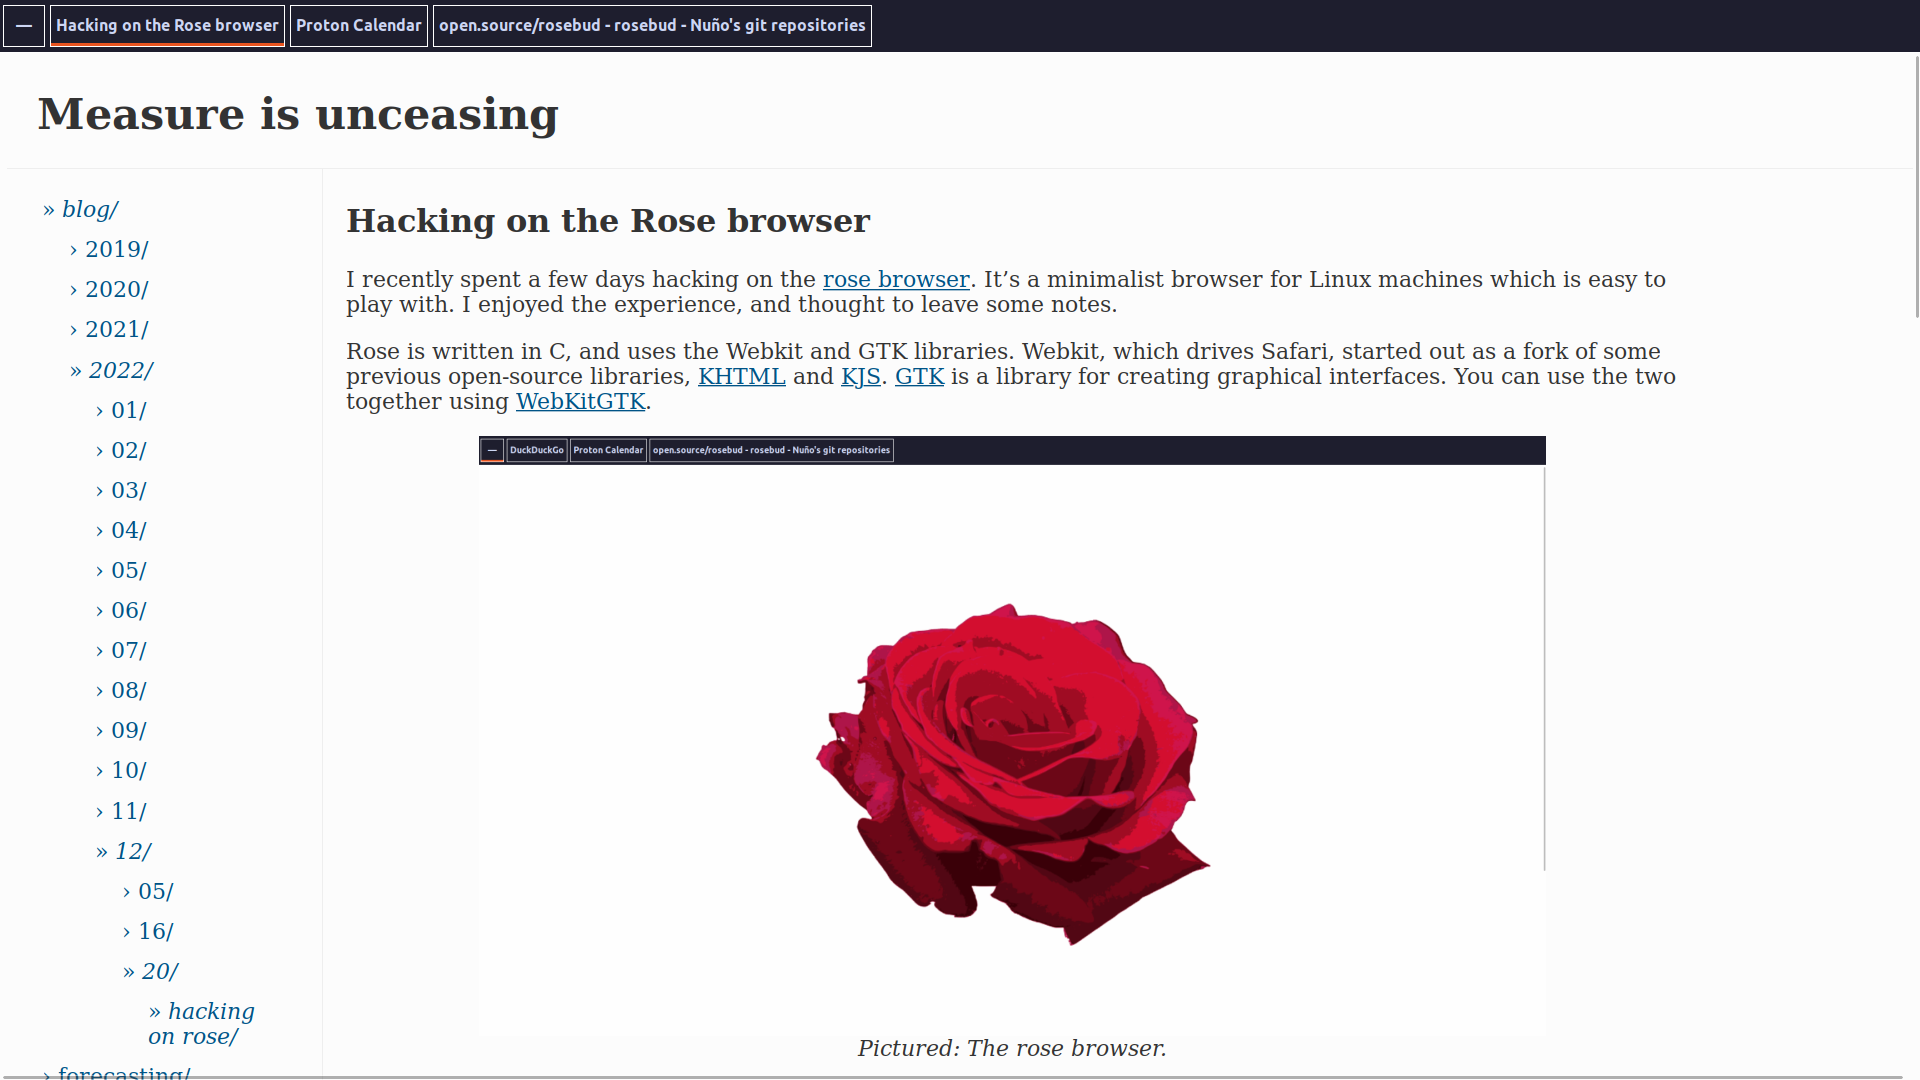 —
Hacking on the Rose browser
Proton Calendar
open.source/rosebud - rosebud - Nuño's git repositories
Measure is unceasing
» blog/
› 2019/
› 2020/
› 2021/
» 2022/
› 01/
› 02/
› 03/
› 04/
› 05/
› 06/
› 07/
› 08/
› 09/
› 10/
› 11/
» 12/
› 05/
› 16/
» 20/
» hacking
on rose/
› forecasting/
Hacking on the Rose browser
I recently spent a few days hacking on the rose browser. It’s a minimalist browser for Linux machines which is easy to
play with. I enjoyed the experience, and thought to leave some notes.
Rose is written in C, and uses the Webkit and GTK libraries. Webkit, which drives Safari, started out as a fork of some
previous open-source libraries, KHTML and KJS. GTK is a library for creating graphical interfaces. You can use the two
together using WebKitGTK.
—
DuckDuckGo
Proton Calendar
open.source/rosebud - rosebud - Nuño's git repositories
Pictured: The rose browser.